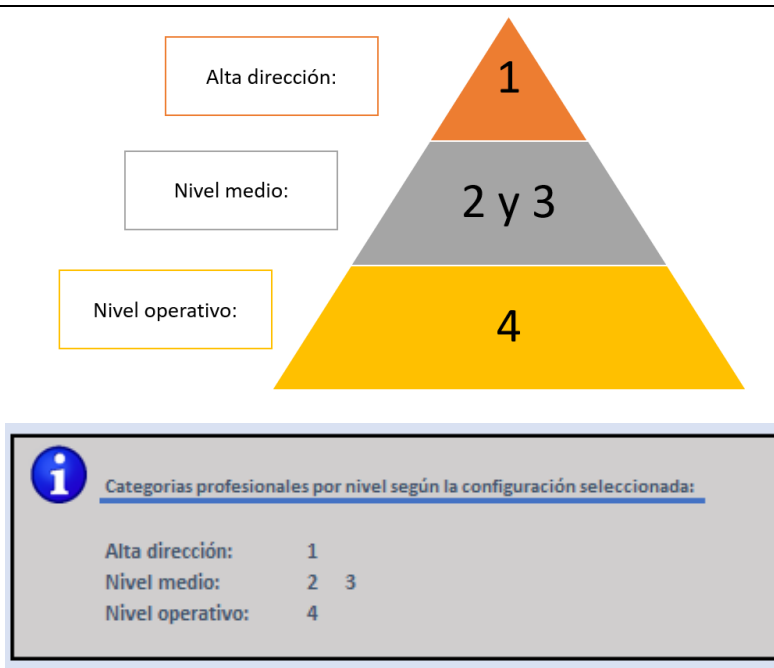 Alta dirección:
1
Nivel medio:
2 y 3
Nivel operativo:
4
i
Categorias profesionales por nivel según la configuración seleccionada:
Alta dirección: 1
Nivel medio: 2 3
Nivel operativo: 4